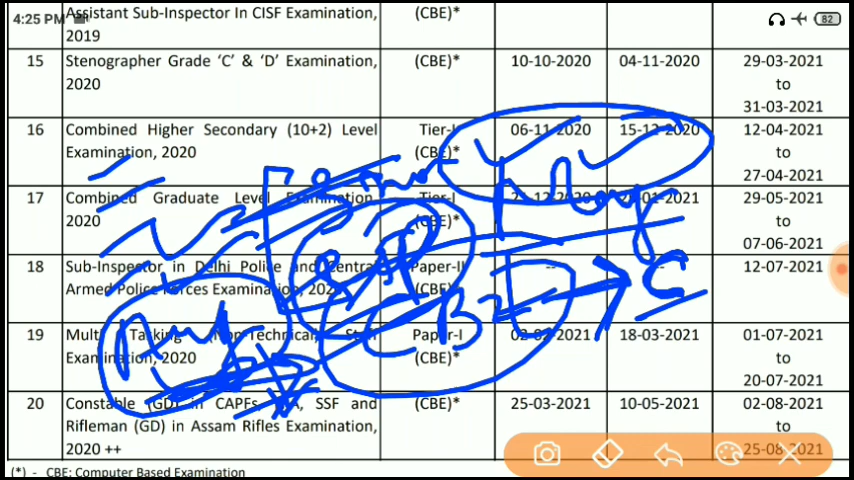 4:25 PM
82
Assistant Sub-Inspector In CISF Examination, (CBE)*
2019
15 Stenographer Grade ‘C’ & ‘D’ Examination, (CBE)* 10-10-2020 04-11-2020 29-03-2021
2020 to
31-03-2021
16 Combined Higher Secondary (10+2) Level Tier-I 06-11-2020 15-12-2020 12-04-2021
Examination, 2020 (CBE)* to
27-04-2021
17 Combined Graduate Level Examination, Tier-I 29-05-2021
2020 (CBE)* to
07-06-2021
18 Sub-Inspector in Delhi Police and Central Paper-II -- -- 12-07-2021
Armed Police Forces Examination, (CBE)
19 Multi Tasking (Non-Technical) Staff Paper-I 18-03-2021 01-07-2021
Examination, 2020 (CBE)* to
20-07-2021
20 Constable (GD) in CAPFs, SSF and (CBE)* 25-03-2021 10-05-2021 02-08-2021
Rifleman (GD) in Assam Rifles Examination, to
2020 ++ 25-08-2021
(*) - CBE: Computer Based Examination